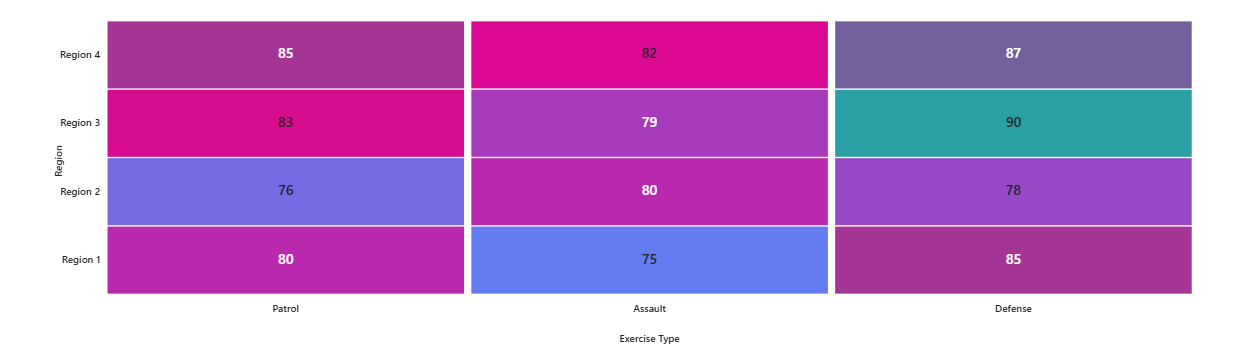 Region 4
85
82
87
Region 3
83
79
90
Region
Region 2
76
80
78
Region 1
80
75
85
Patrol
Assault
Defense
Exercise Type